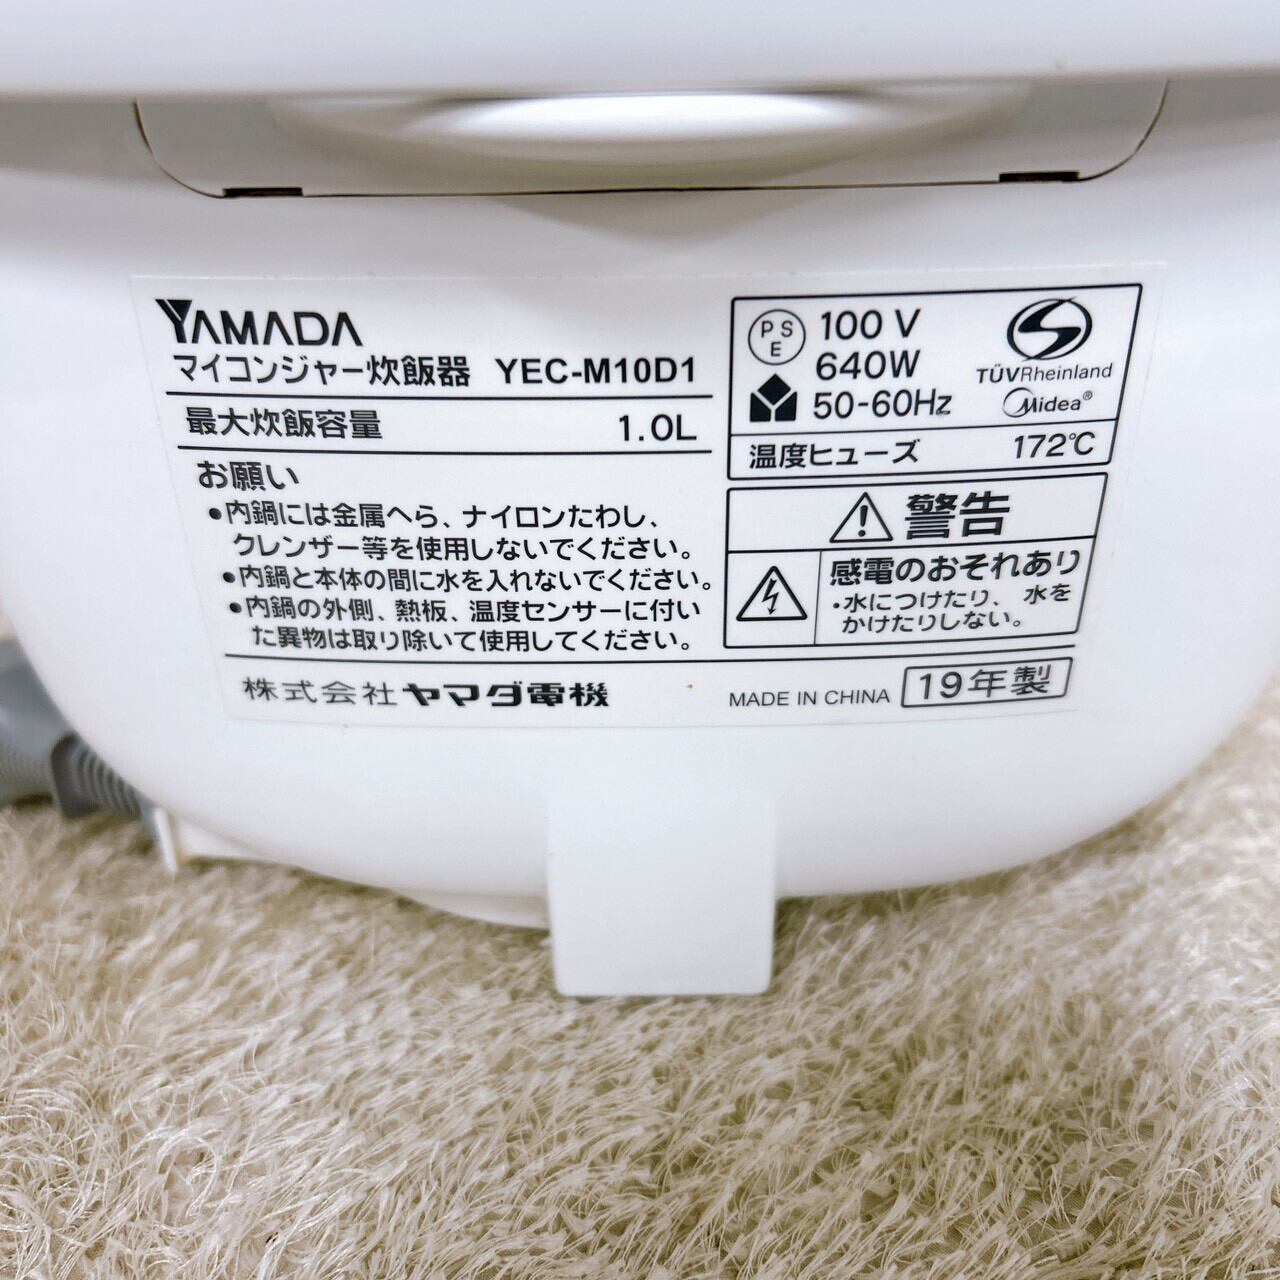 YAMADA
マイコンジャー炊飯器 YEC-M10D1
最大炊飯容量 1.0L
お願い
•内鍋には金属へら、ナイロンたわし、
クレンザー等を使用しないでください。
•内鍋と本体の間に水を入れないでください。
•内鍋の外側、熱板、温度センサーに付い
た異物は取り除いて使用してください。
株式会社ヤマダ電機
PS
E
100 V
640W
50-60Hz
TÜVRheinland
Midea®
温度ヒューズ 172℃
警告
感電のおそれあり
・水につけたり、水を
かけたりしない。
MADE IN CHINA 19年製